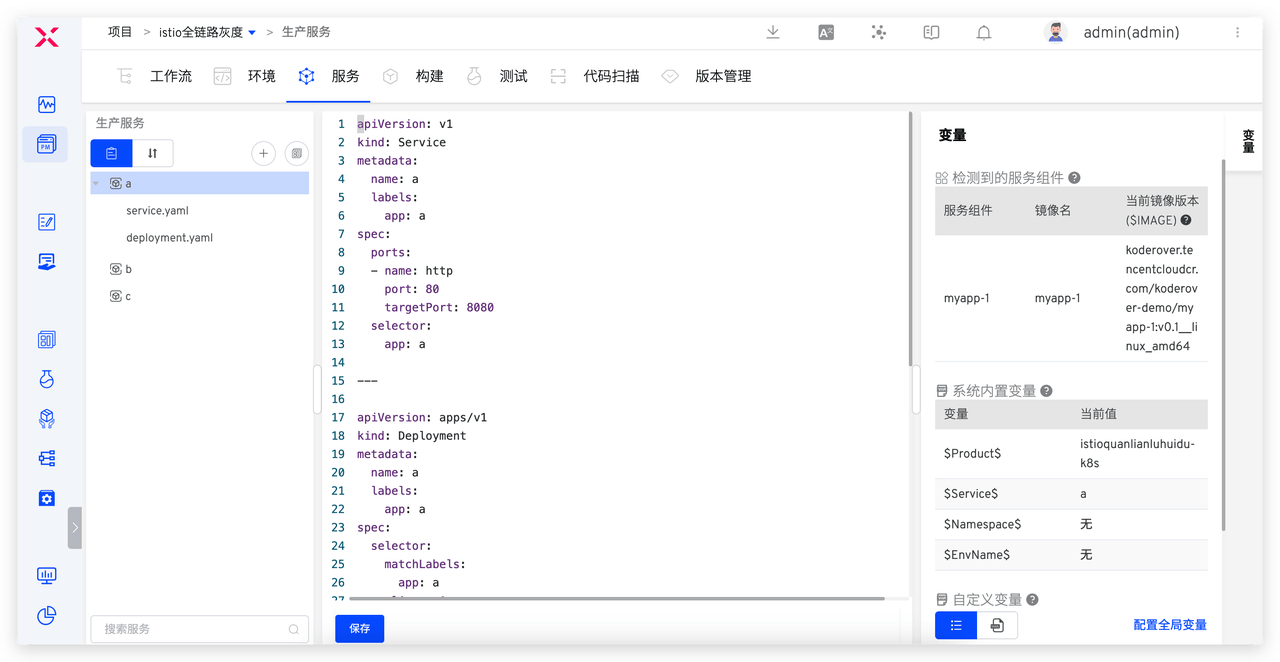 项目 > istio全链路灰度 > 生产服务
admin(admin)
工作流 环境 服务 构建 测试 代码扫描 版本管理
PM
生产服务
a
service.yaml
deployment.yaml
b
c
搜索服务
1 apiVersion: v1
2 kind: Service
3 metadata:
4 name: a
5 labels:
6 app: a
7 spec:
8 ports:
9 - name: http
10 port: 80
11 targetPort: 8080
12 selector:
13 app: a
14
15 ---
16
17 apiVersion: apps/v1
18 kind: Deployment
19 metadata:
20 name: a
21 labels:
22 app: a
23 spec:
24 selector:
25 matchLabels:
26 app: a
27
保存
变量
变量
检测到的服务组件
服务组件 镜像名 当前镜像版本
($IMAGE)
myapp-1 myapp-1 koderover.te
ncentcloudcr.
com/koderov
er-demo/my
app-1:v0.1__li
nux_amd64
系统内置变量
变量 当前值
$Product$ istioquanlianluhuidu-
k8s
$Service$ a
$Namespace$ 无
$EnvName$ 无
自定义变量
配置全局变量